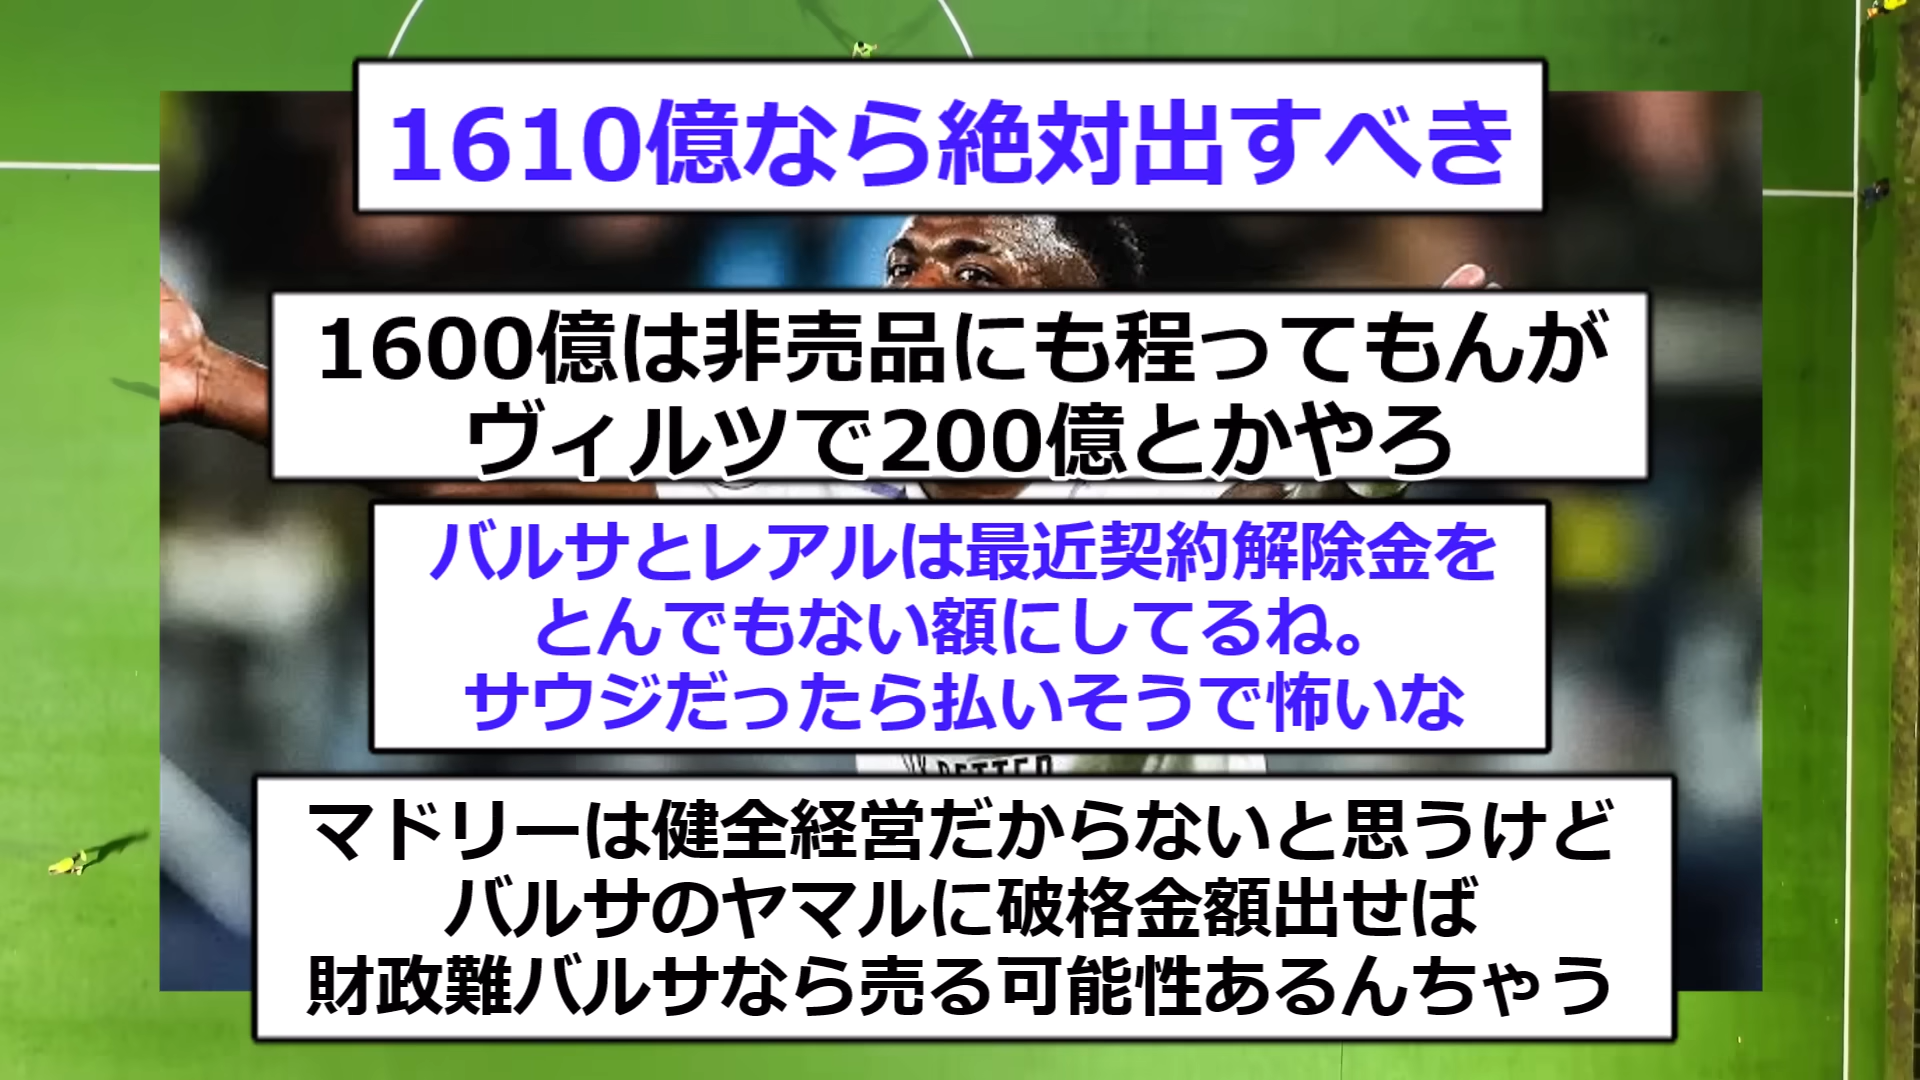 1610億なら絶対出すべき
1600億は非売品にも程ってもんが
ヴィルツで200億とかやろ
バルサとレアルは最近契約解除金を
とんでもない額にしてるね。
サウジだったら払いそうで怖いな
マドリーは健全経営だからないと思うけど
バルサのヤマルに破格金額出せば
財政難バルサなら売る可能性あるんちゃう